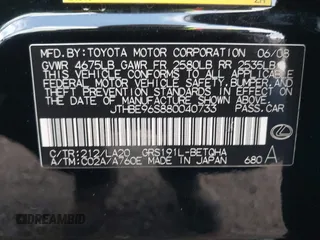 MFD. BY: TOYOTA MOTOR CORPORATION 06/08
GVWR 4675LB GAWR FR 2580LB RR 2535LB
THIS VEHICLE CONFORMS TO ALL APPLICABLE
FEDERAL MOTOR VEHICLE SAFETY, BUMPER, AND
THEFT PREVENTION STANDARDS IN EFFECT ON
THE DATE OF MANUFACTURE SHOWN ABOVE.
JTHBE96S880040733 PASS.CAR
C/TR:212/LA20 GRS191L-BETQHA
A/TM:C02A/A760E MADE IN JAPAN 680 A